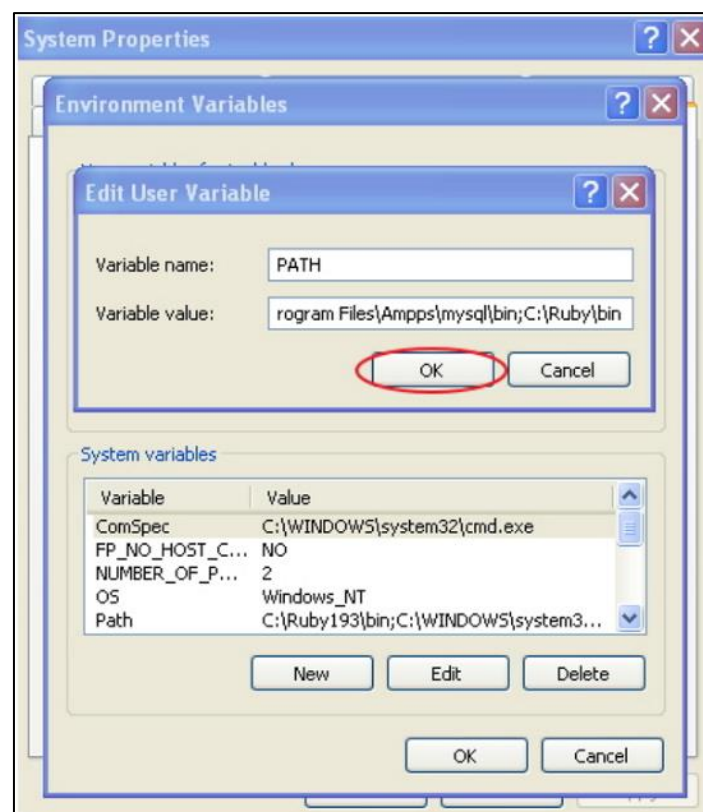 System Properties
Environment Variables
Edit User Variable
Variable name: PATH
Variable value: rogram Files\Ampps\mysql\bin;C:\Ruby\bin
OK Cancel
System variables
Variable Value
ComSpec C:\WINDOWS\system32\cmd.exe
FP_NO_HOST_C... NO
NUMBER_OF_P... 2
OS Windows_NT
Path C:\Ruby193\bin;C:\WINDOWS\system3...
New Edit Delete
OK Cancel